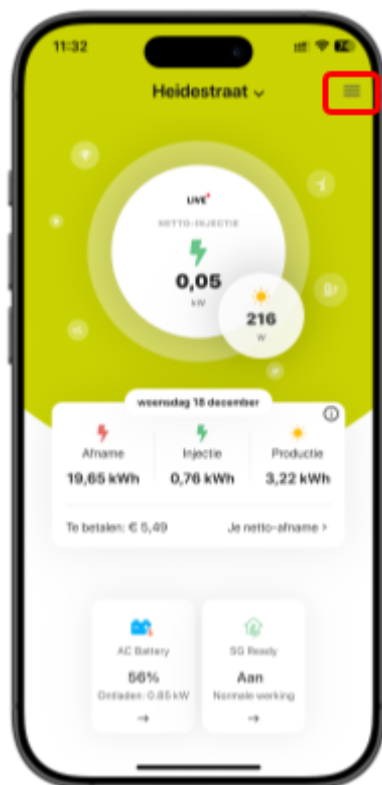 11:32
Heidestraat
LIVE
NETTO-INJECTIE
0,05
kW
216
W
woensdag 18 december
Afname
Injectie
Productie
19,65 kWh
0,76 kWh
3,22 kWh
Te betalen: € 5,49
Je netto-afname >
AC Battery
SG Ready
56%
Aan
Ontladen: 0.85 kW
Normale werking